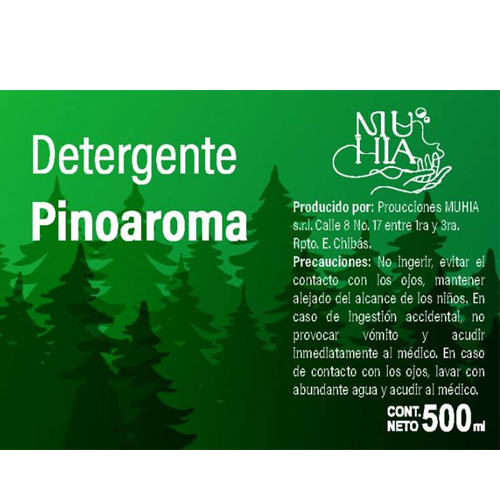 Detergente
Pinoaroma
MU
HIA
Producido por: Proucciones MUHIA
s.r.l. Calle 8 No. 17 entre 1ra y 3ra.
Rpto. E. Chibás.
Precauciones: No ingerir, evitar el
contacto con los ojos, mantener
alejado del alcance de los niños. En
caso de ingestión accidental, no
provocar vómito y acudir
inmediatamente al médico. En caso
de contacto con los ojos, lavar con
abundante agua y acudir al médico.
CONT.
NETO 500 ml